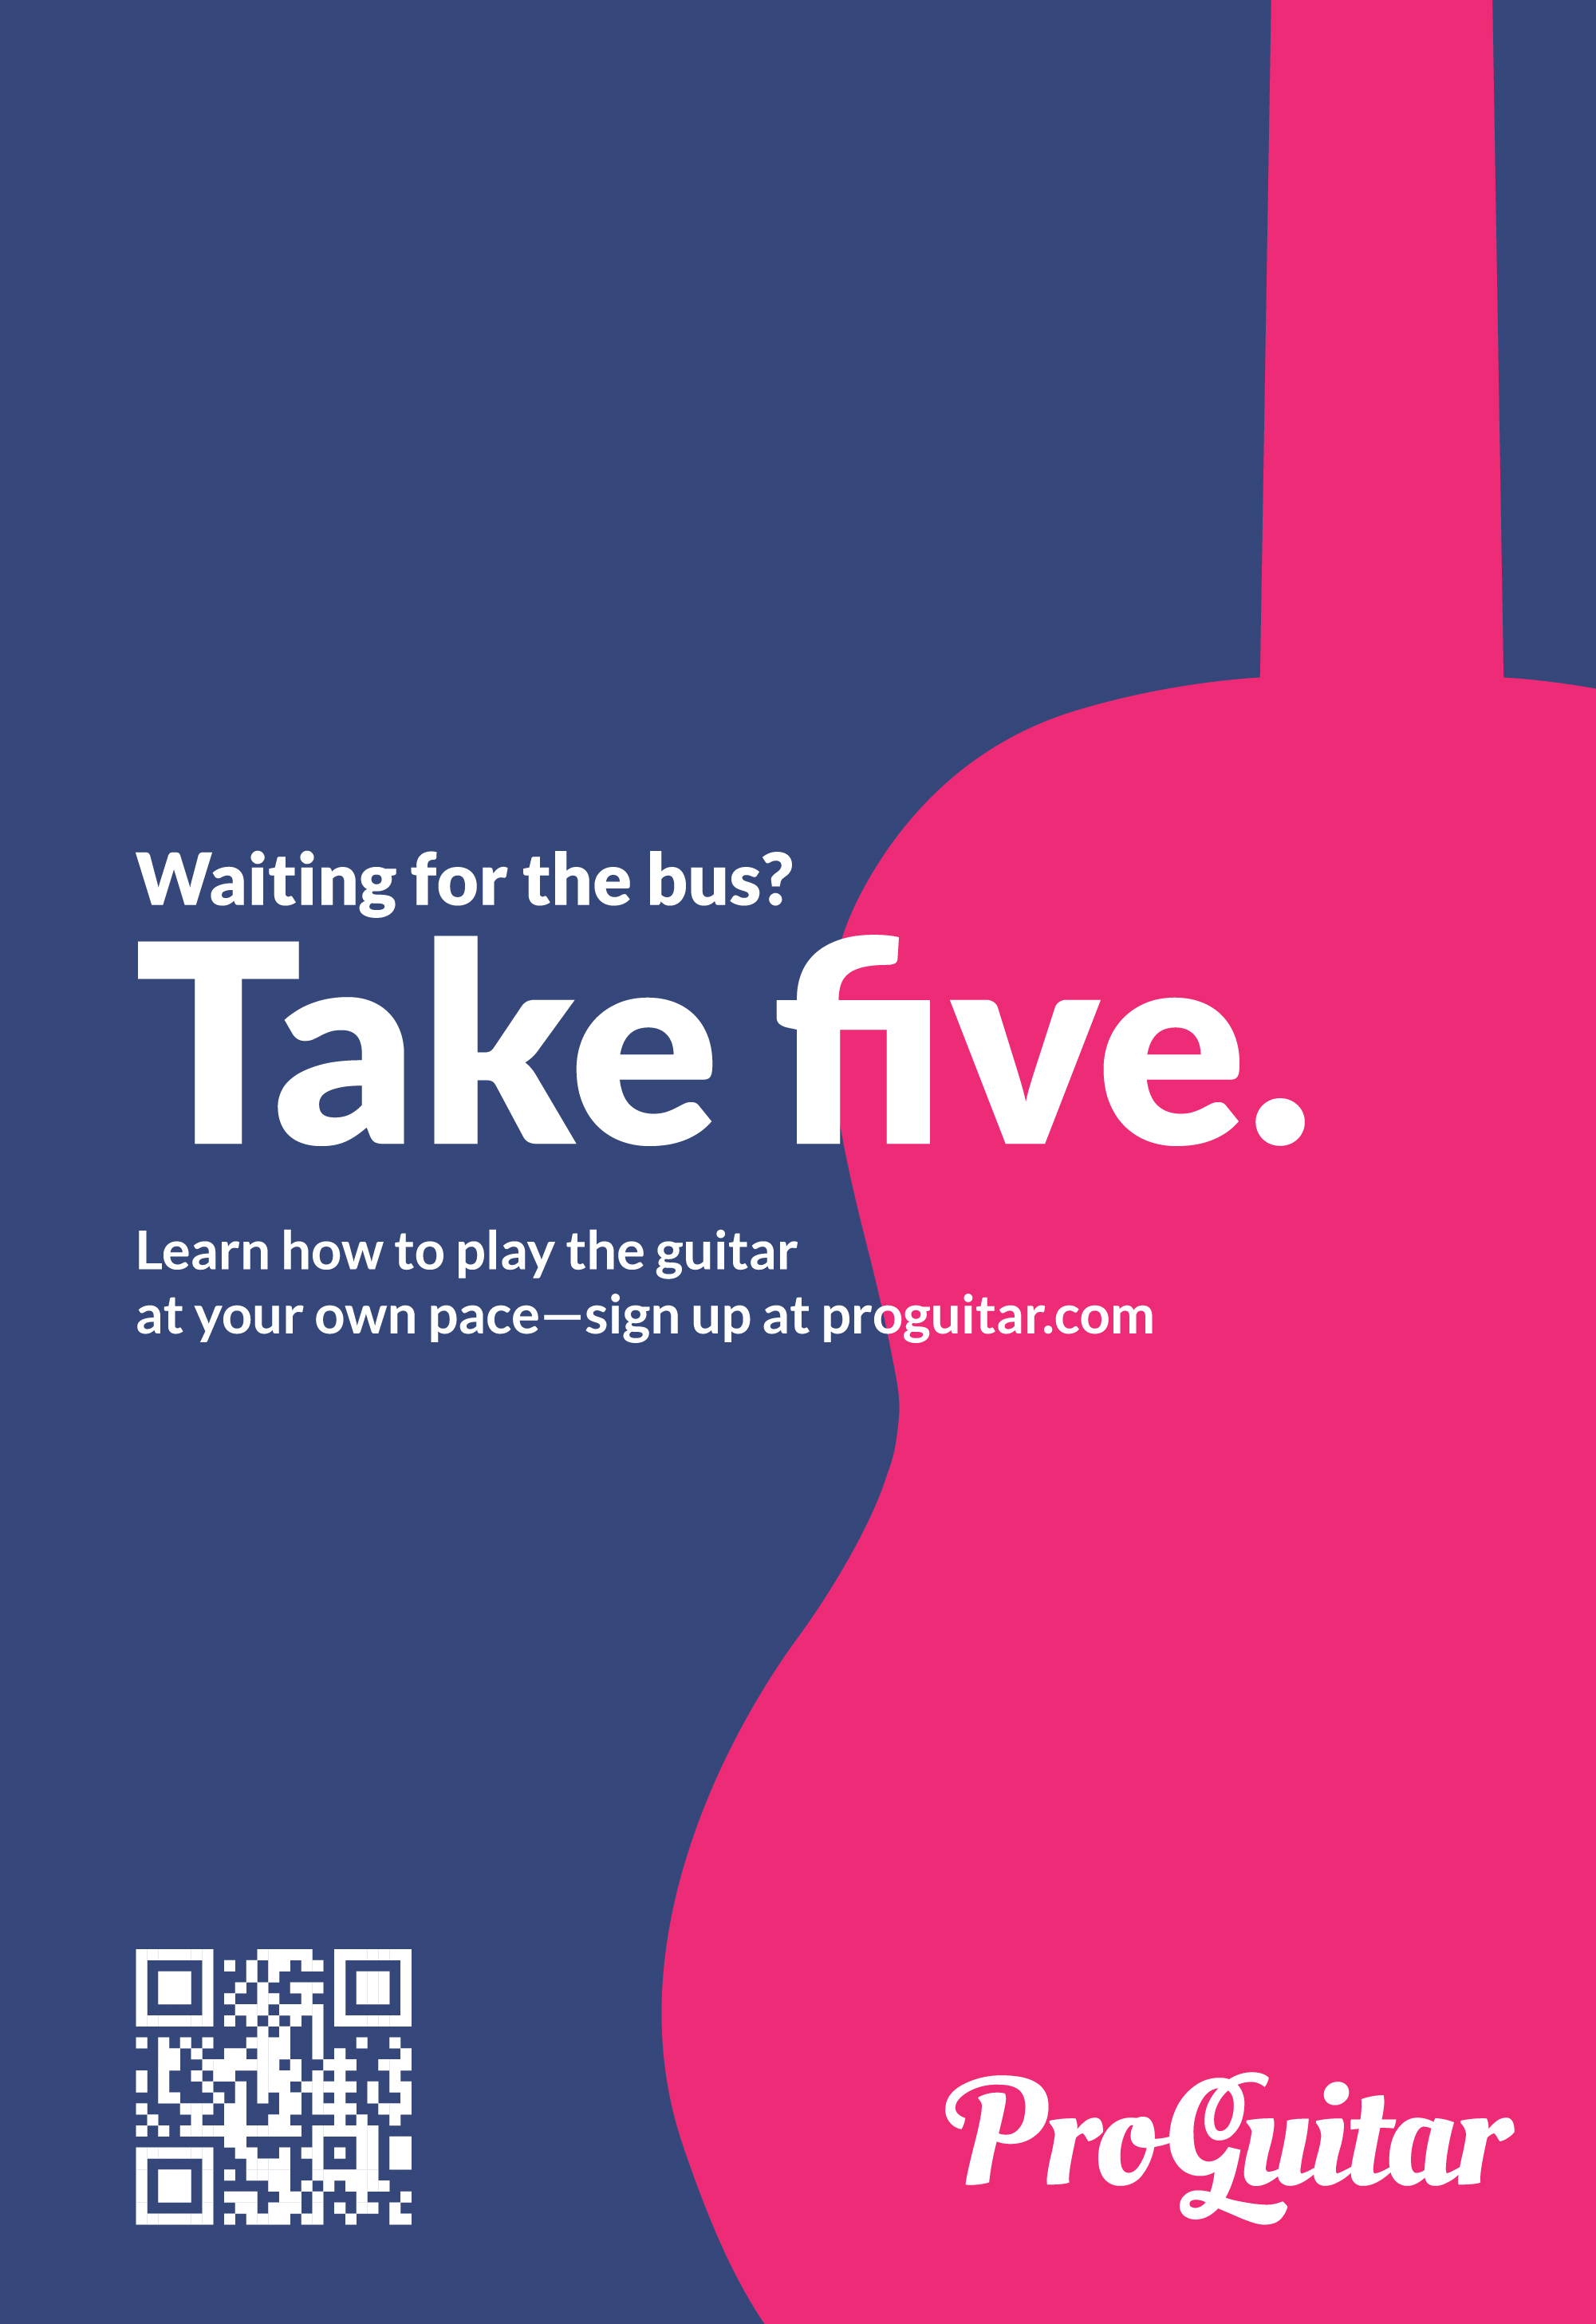 Waiting for the bus?
Take five.
Learn how to play the guitar
at your own pace—sign up at proguitar.com
ProGuitar